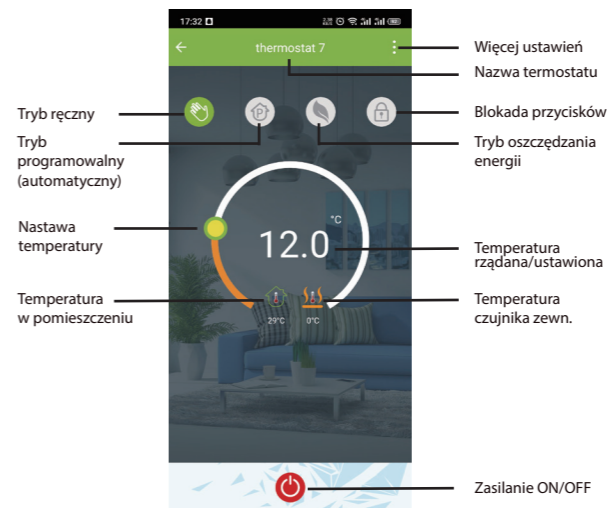 17:32
thermostat 7
Więcej ustawień
Nazwa termostatu
Tryb ręczny
Blokada przycisków
Tryb
programowalny
(automatyczny)
P
Tryb oszczędzania
energii
Nastawa
temperatury
°C
12.0
Temperatura
rządana/ustawiona
Temperatura
w pomieszczeniu
29°C
0°C
Temperatura
czujnika zewn.
Zasilanie ON/OFF